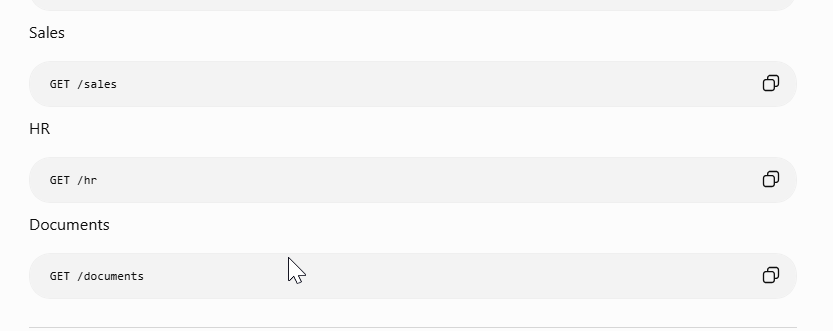 Sales
GET /sales
HR
GET /hr
Documents
GET /documents